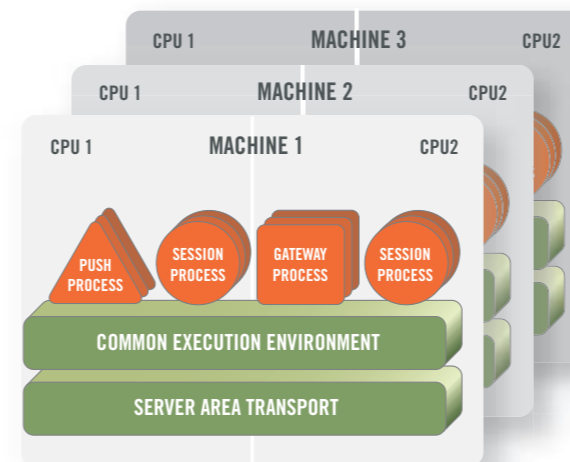 CPU 1 MACHINE 3 CPU2
CPU 1 MACHINE 2 CPU2
CPU 1 MACHINE 1 CPU2
PUSH
PROCESS
SESSION
PROCESS
GATEWAY
PROCESS
SESSION
PROCESS
COMMON EXECUTION ENVIRONMENT
SERVER AREA TRANSPORT